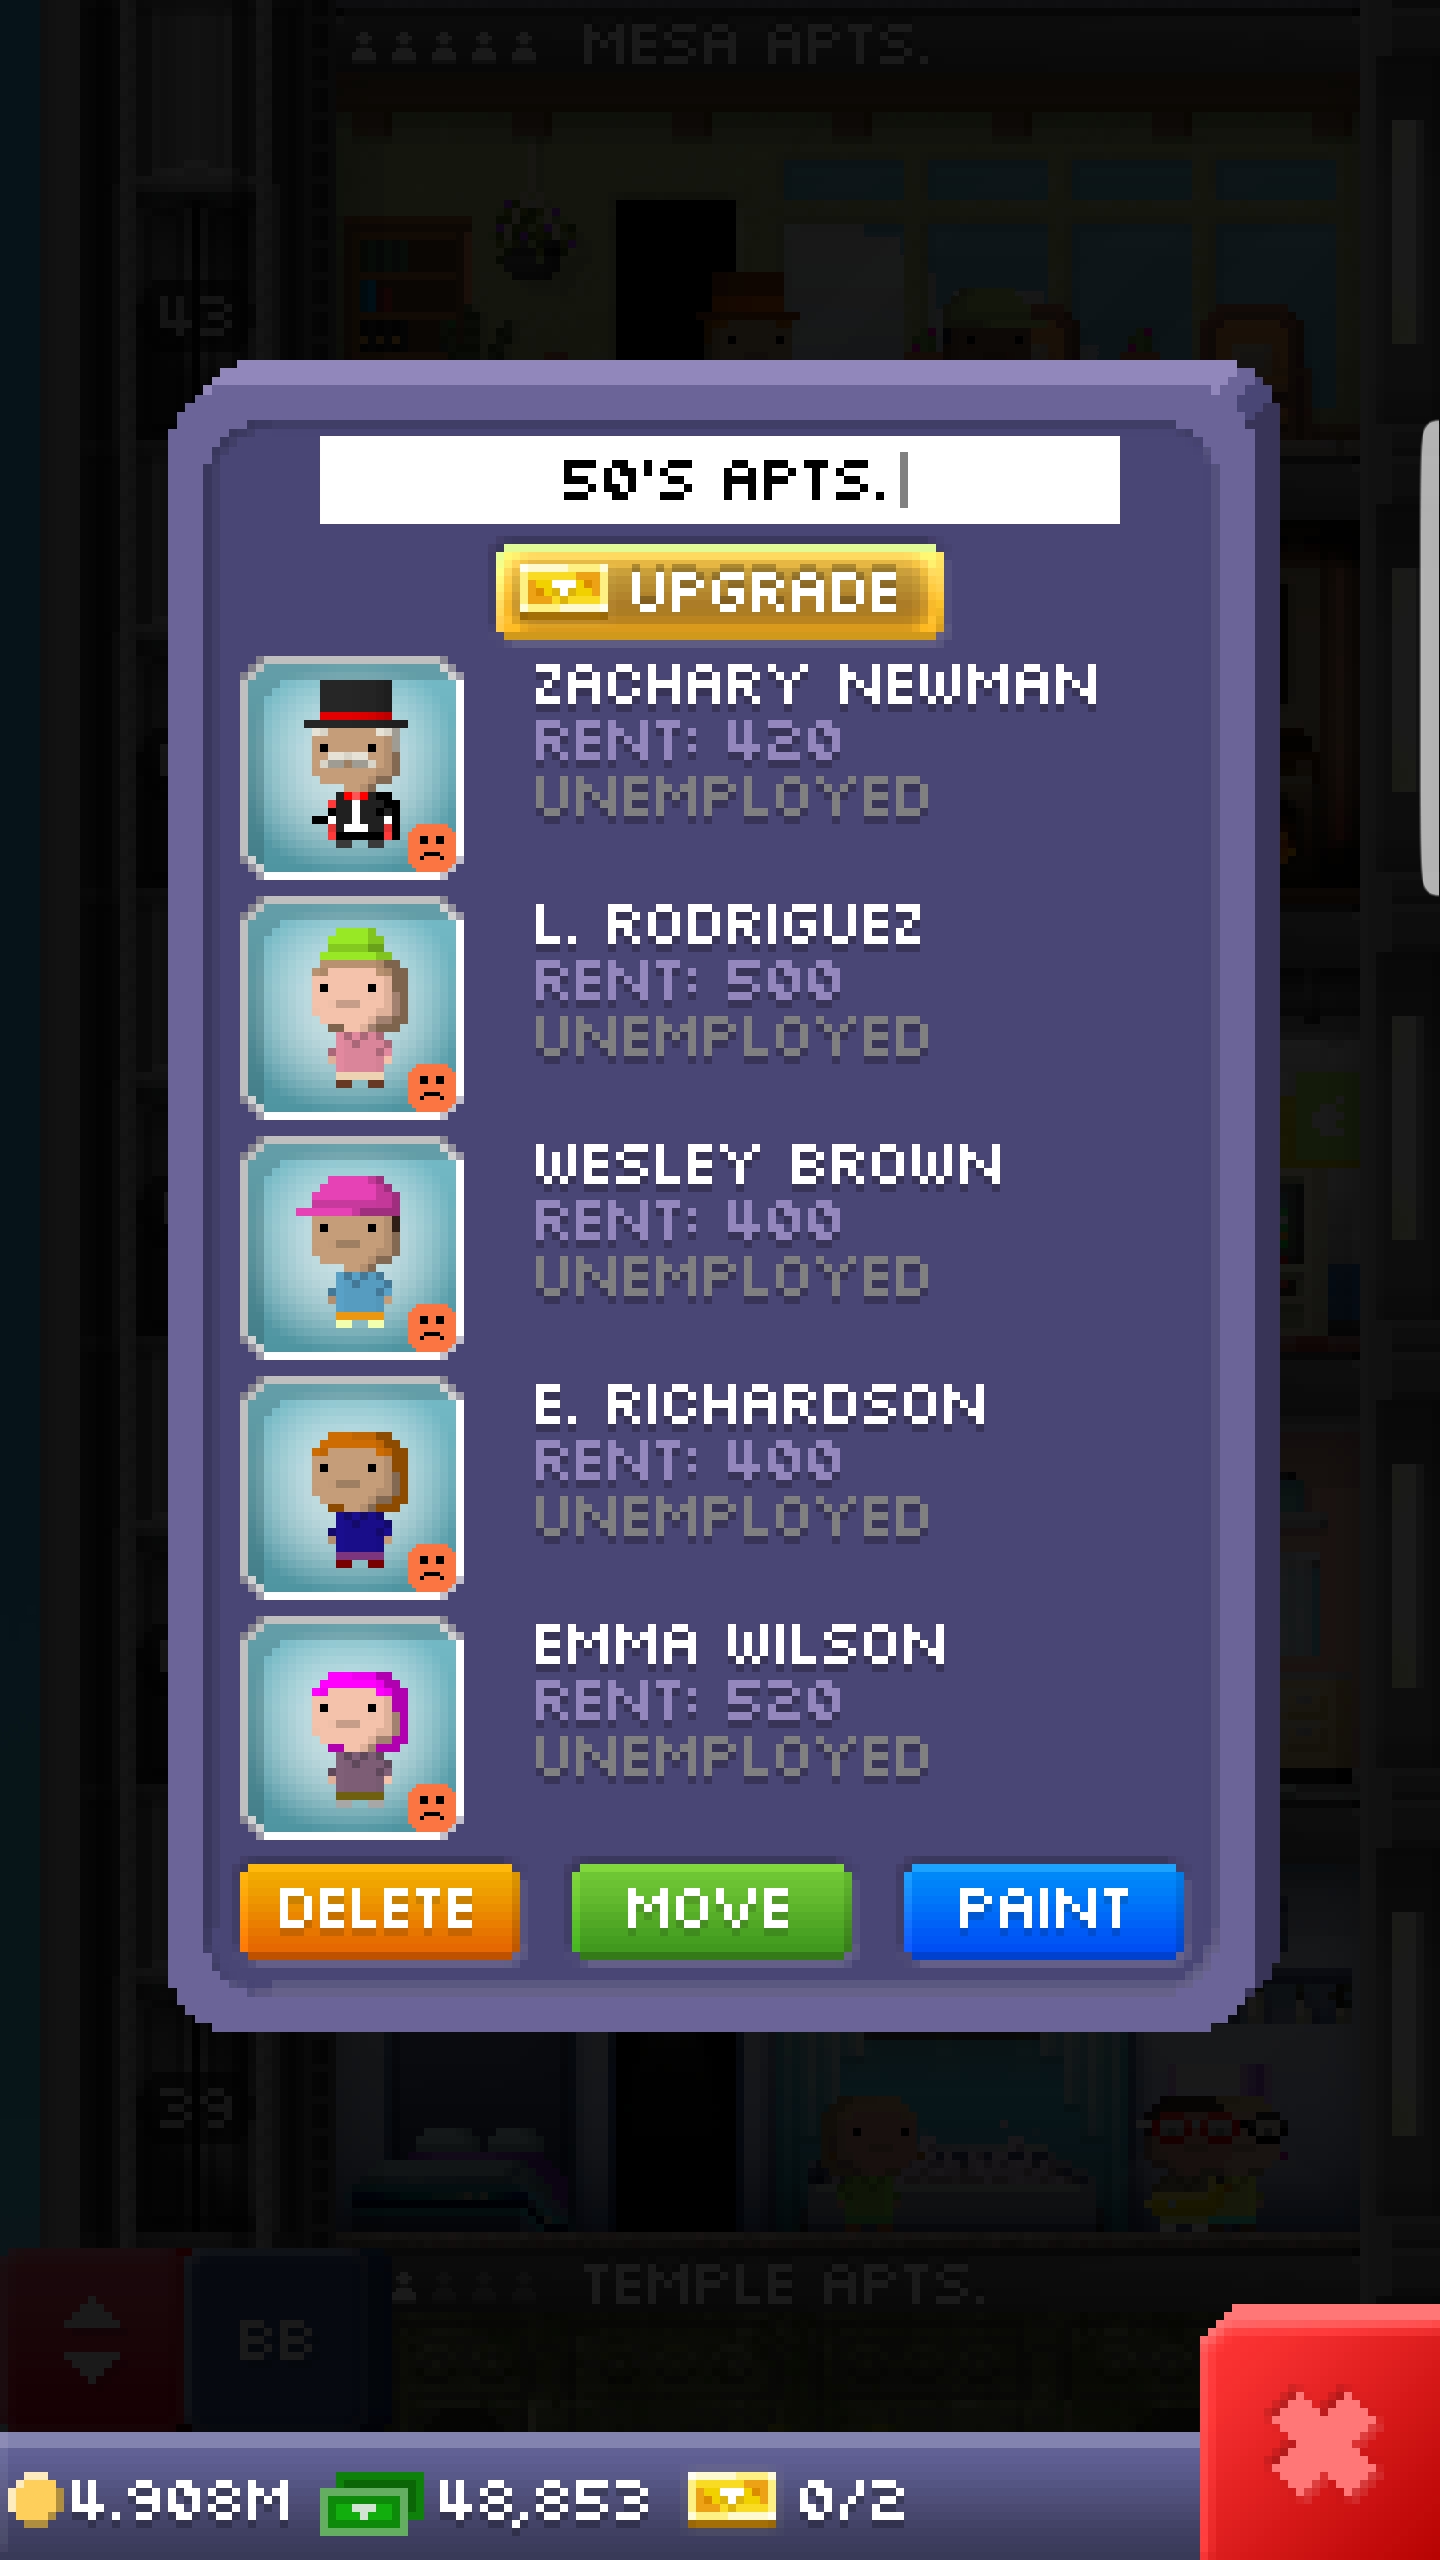 MESA APTS.
43
50'S APTS.
UPGRADE
ZACHARY NEWMAN
RENT: 420
UNEMPLOYED
L. RODRIGUEZ
RENT: 500
UNEMPLOYED
WESLEY BROWN
RENT: 400
UNEMPLOYED
E. RICHARDSON
RENT: 400
UNEMPLOYED
EMMA WILSON
RENT: 520
UNEMPLOYED
DELETE MOVE PAINT
39
TEMPLE APTS.
BB
4.908M 48,853 0/2